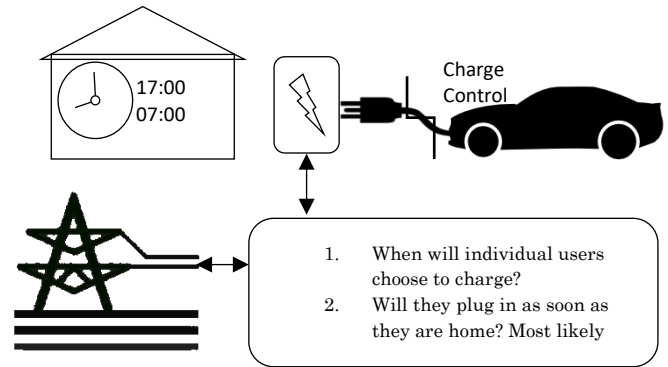 17:00
07:00
Charge
Control
1. When will individual users
choose to charge?
2. Will they plug in as soon as
they are home? Most likely